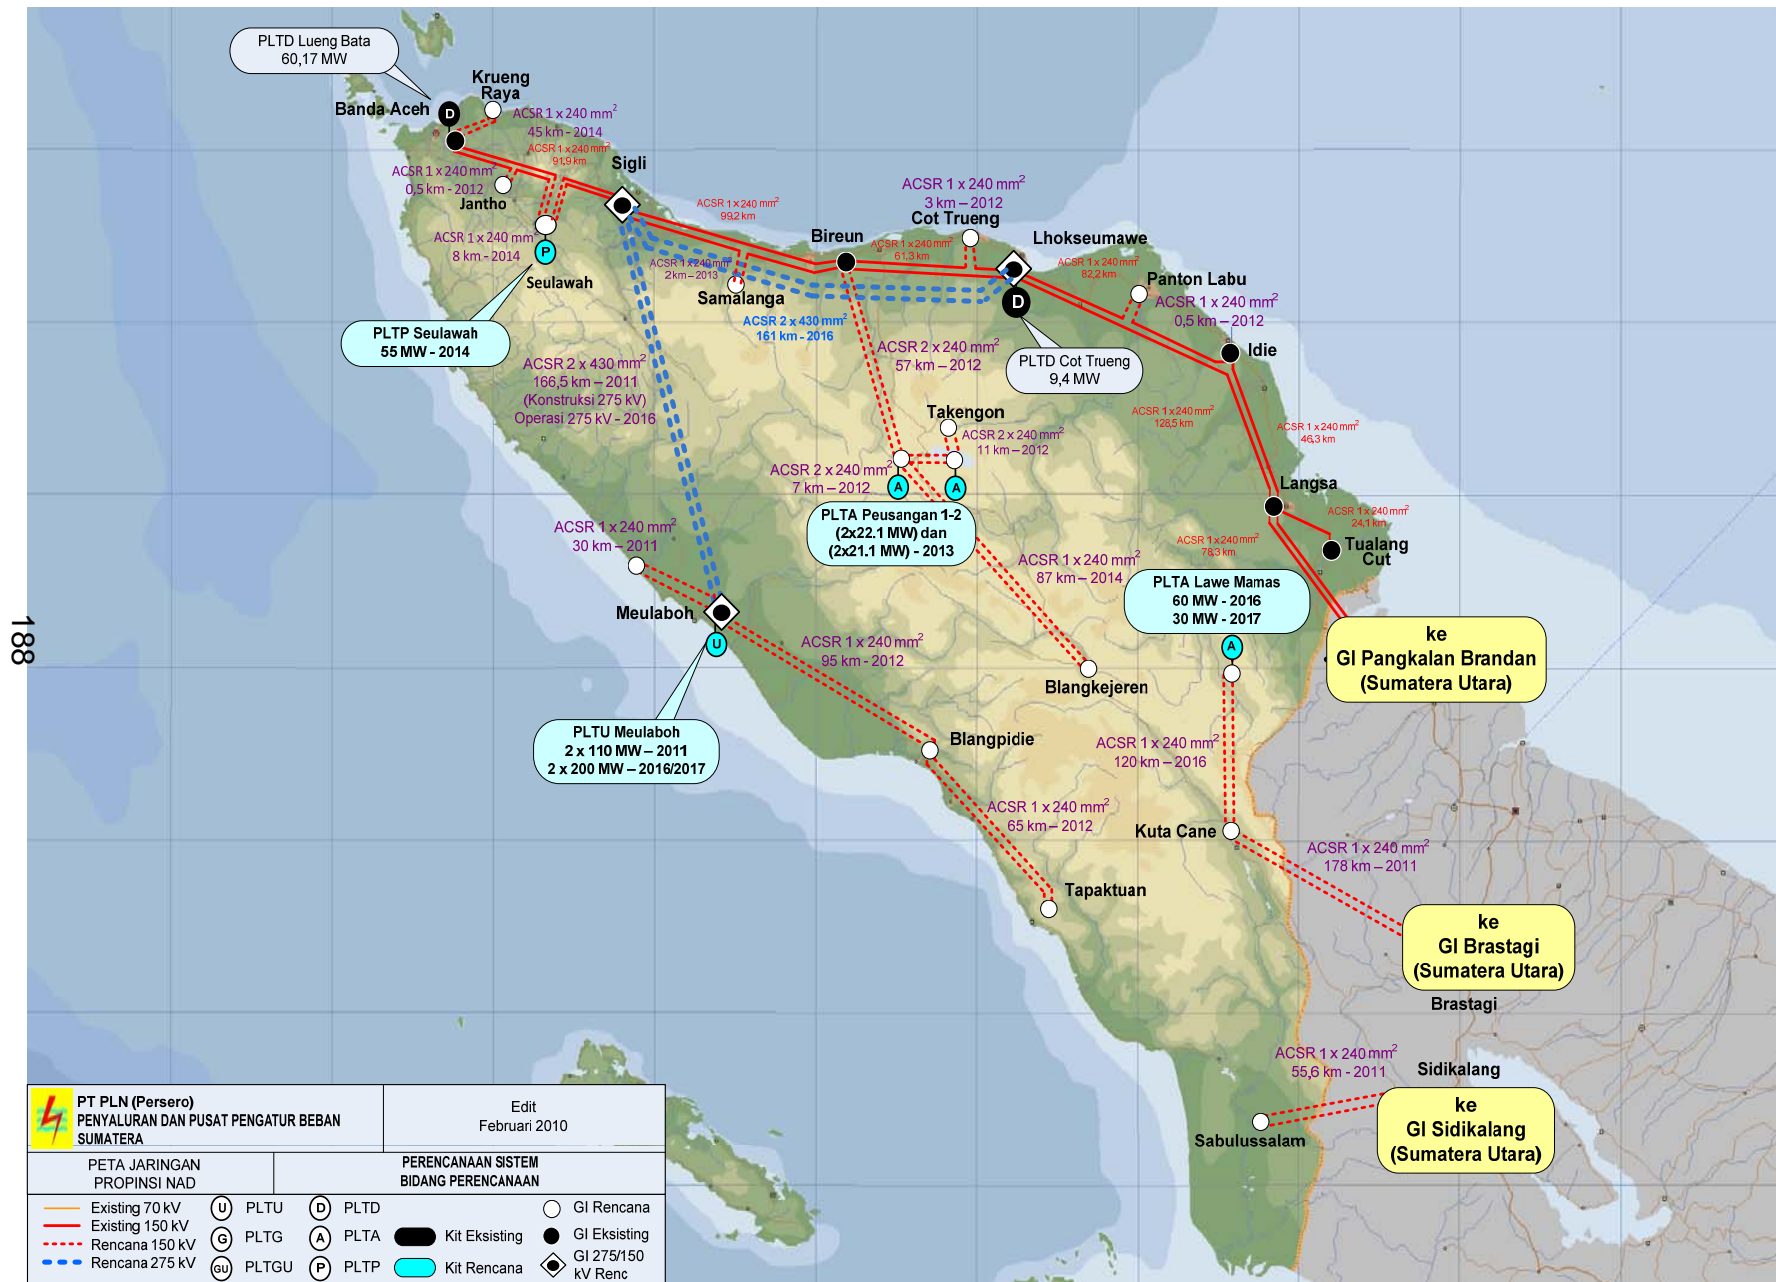 PLTD Lueng Bata
60,17 MW
Krueng
Raya
Banda Aceh
D
ACSR 1 x 240 mm2
45 km - 2014
ACSR 1 x 240 mm2
91,9 km
Sigli
ACSR 1 x 240 mm2
0,5 km - 2012
Jantho
ACSR 1 x 240 mm2
8 km - 2014
P
Seulawah
PLTP Seulawah
55 MW - 2014
ACSR 1 x 240 mm2
99,2 km
ACSR 1 x 240 mm2
3 km – 2012
Cot Trueng
Bireun
ACSR 1 x 240 mm2
61,3 km
Lhokseumawe
ACSR 1 x 240 mm2
82,2 km
ACSR 1 x 240 mm2
2 km – 2013
Samalanga
Panton Labu
ACSR 1 x 240 mm2
0,5 km – 2012
D
ACSR 2 x 430 mm2
161 km - 2016
ACSR 2 x 240 mm2
57 km – 2012
PLTD Cot Trueng
9,4 MW
Idie
ACSR 2 x 430 mm2
166,5 km – 2011
(Konstruksi 275 kV)
Operasi 275 kV - 2016
Takengon
ACSR 2 x 240 mm2
11 km – 2012
ACSR 1 x 240 mm2
128,5 km
ACSR 1 x 240 mm2
46,3 km
ACSR 2 x 240 mm2
7 km – 2012
A
A
Langsa
PLTA Peusangan 1-2
(2x22.1 MW) dan
(2x21.1 MW) - 2013
ACSR 1 x 240 mm2
24,1 km
ACSR 1 x 240 mm2
30 km – 2011
ACSR 1 x 240 mm2
78,3 km
Tualang
Cut
ACSR 1 x 240 mm2
87 km – 2014
PLTA Lawe Mamas
60 MW - 2016
30 MW - 2017
Meulaboh
U
A
188
ke
GI Pangkalan Brandan
(Sumatera Utara)
ACSR 1 x 240 mm2
95 km - 2012
Blangkejeren
PLTU Meulaboh
2 x 110 MW – 2011
2 x 200 MW – 2016/2017
Blangpidie
ACSR 1 x 240 mm2
120 km – 2016
ACSR 1 x 240 mm2
65 km – 2012
Kuta Cane
ACSR 1 x 240 mm2
178 km – 2011
Tapaktuan
ke
GI Brastagi
(Sumatera Utara)
Brastagi
ACSR 1 x 240 mm2
55,6 km - 2011
Sidikalang
ke
GI Sidikalang
(Sumatera Utara)
Sabulussalam
PT PLN (Persero)
PENYALURAN DAN PUSAT PENGATUR BEBAN
SUMATERA
Edit
Februari 2010
PETA JARINGAN
PROPINSI NAD
PERENCANAAN SISTEM
BIDANG PERENCANAAN
Existing 70 kV
Existing 150 kV
Rencana 150 kV
Rencana 275 kV
U PLTU
G PLTG
GU PLTGU
D PLTD
A PLTA
P PLTP
Kit Eksisting
Kit Rencana
GI Rencana
GI Eksisting
GI 275/150
kV Renc